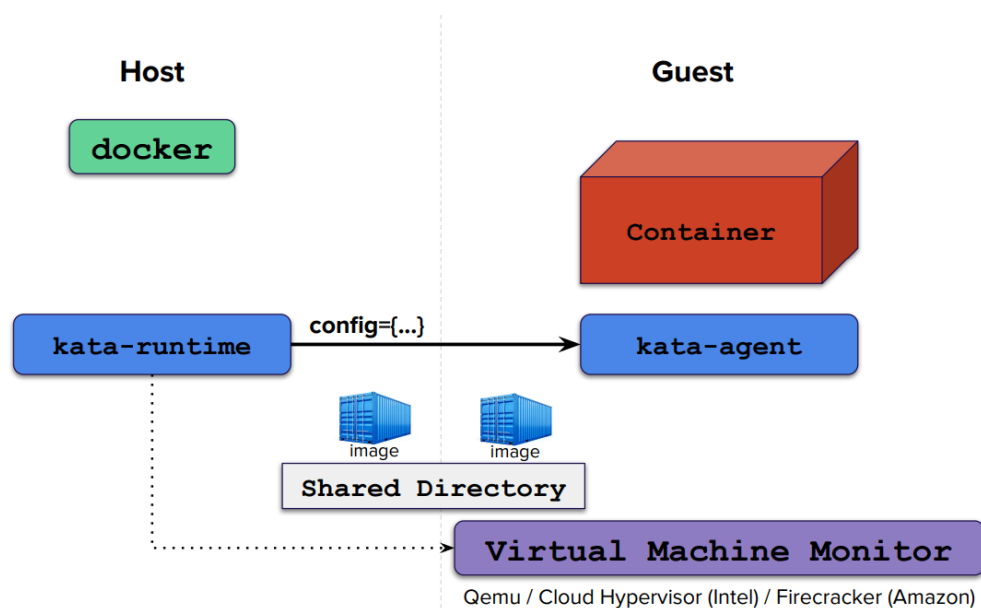 Host
Guest
docker
Container
config={...}
kata-runtime
kata-agent
image
image
Shared Directory
Virtual Machine Monitor
Qemu / Cloud Hypervisor (Intel) / Firecracker (Amazon)